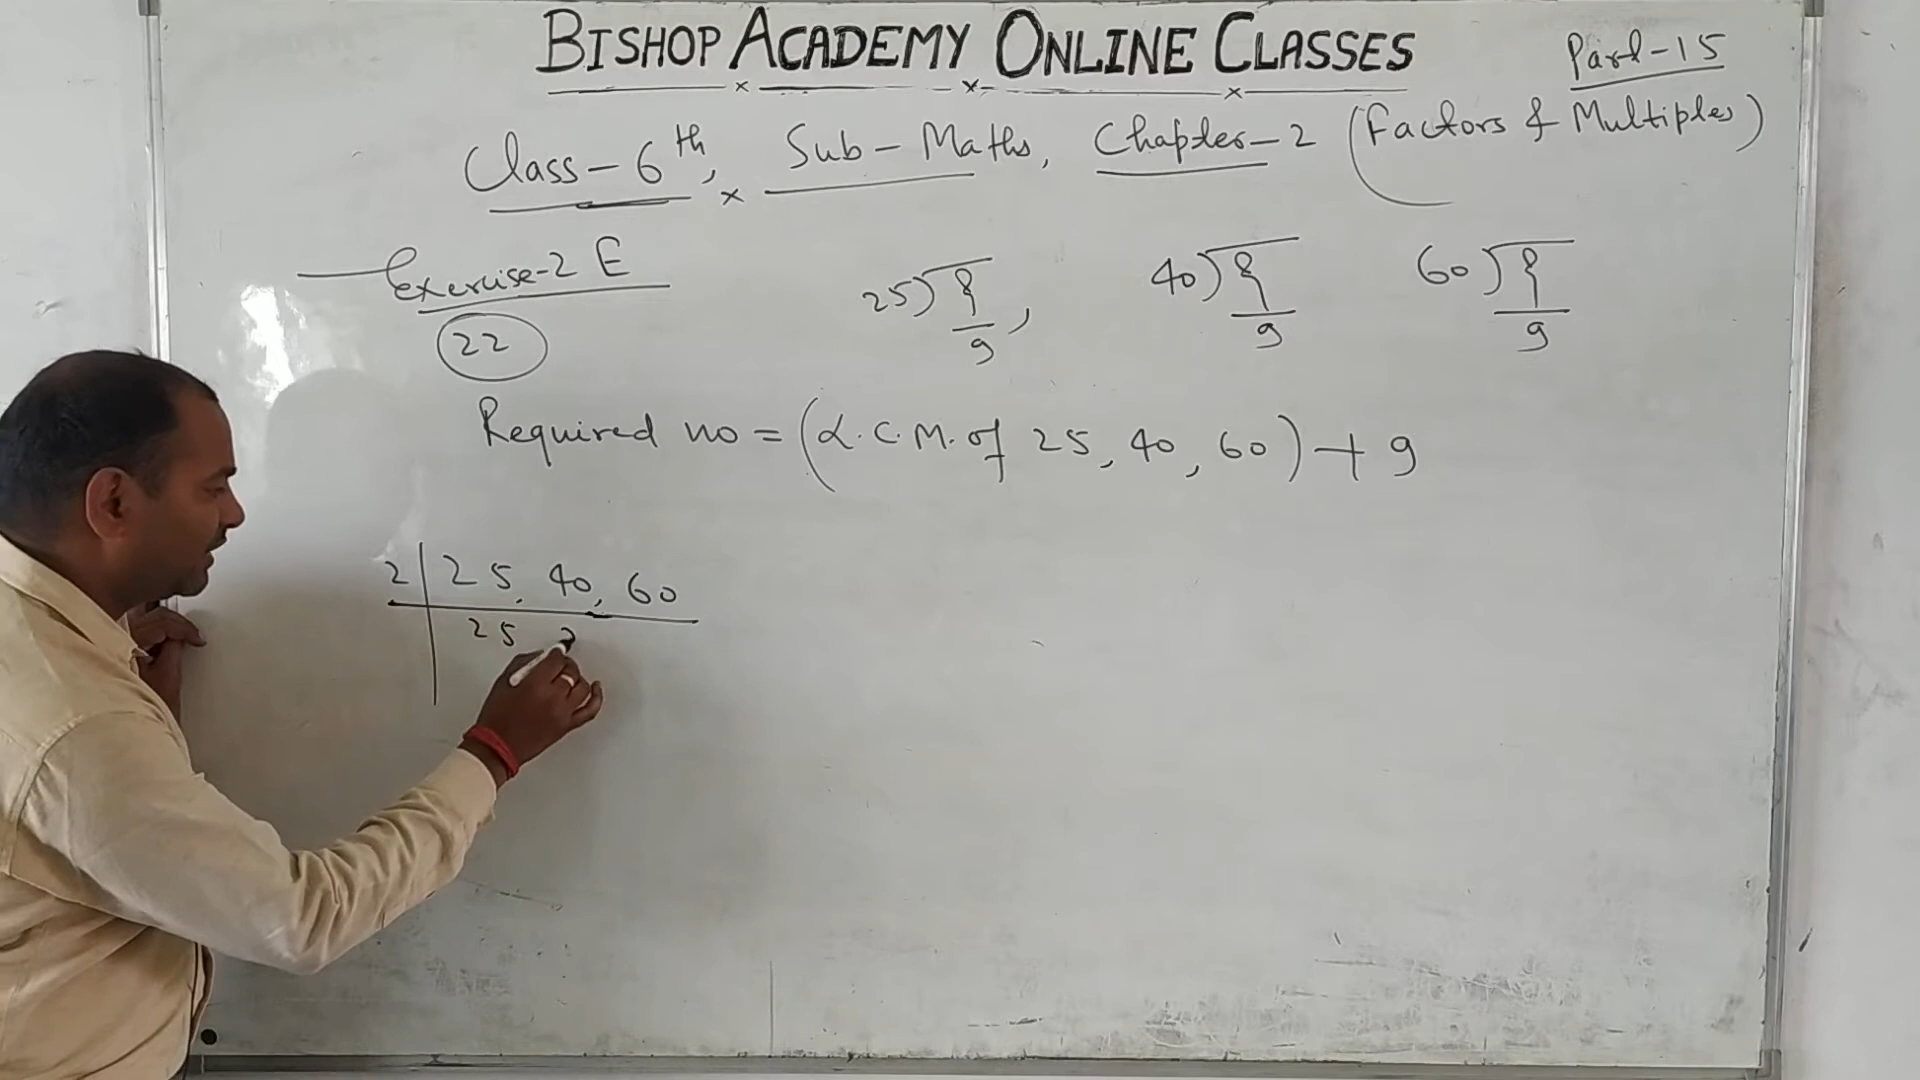 BISHOP ACADEMY ONLINE CLASSES
Part-15
Class-6th, Sub-Maths, Chapter-2 (Factors & Multiples)
Exercise-2 E
22
25)? 9, 40)? 9 60)? 9
Required no = (L.C.M. of 25, 40, 60) + 9
2 | 25, 40, 60
25 2